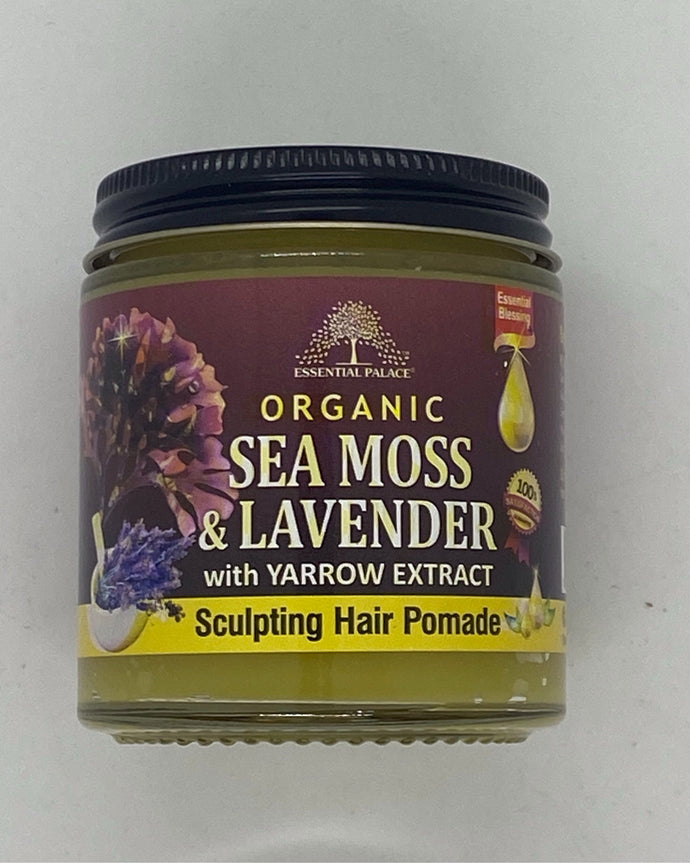 Essential
Blessing
ESSENTIAL PALACE®
ORGANIC
SEA MOSS
& LAVENDER
100%
with YARROW EXTRACT
Sculpting Hair Pomade